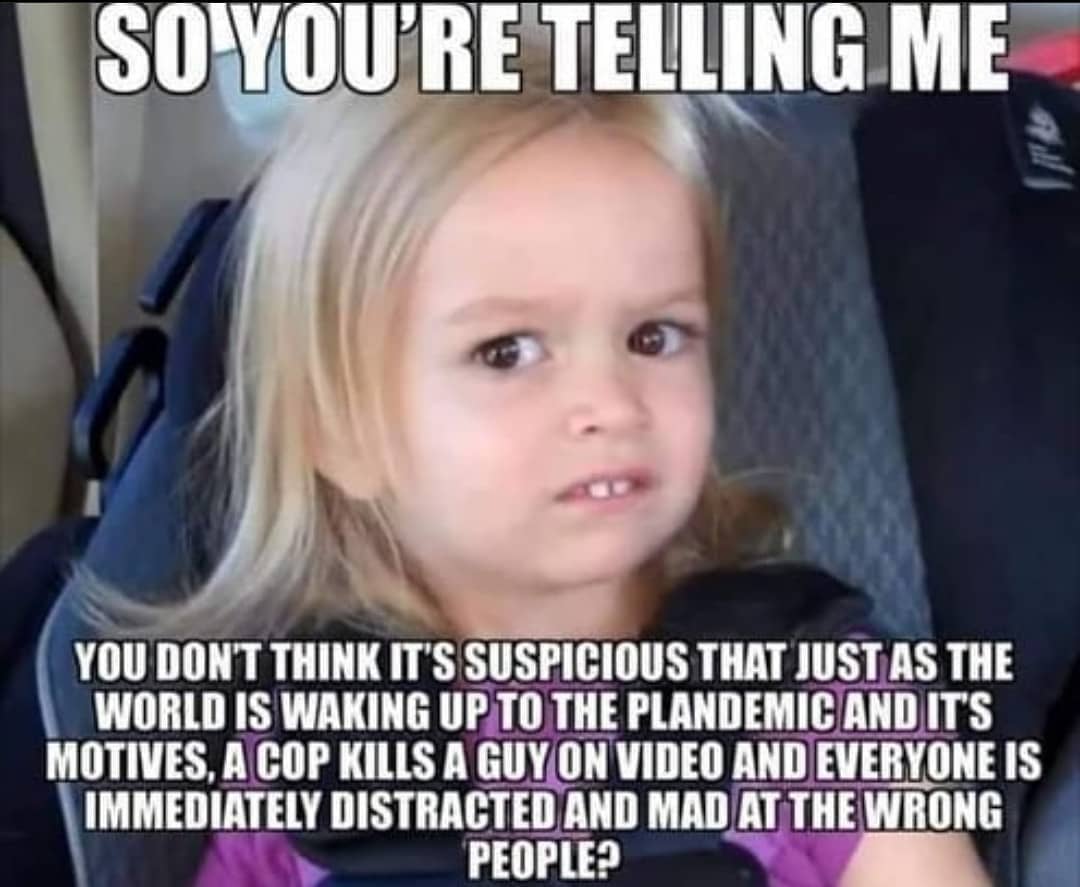 SO YOU'RE TELLING ME
YOU DON'T THINK IT'S SUSPICIOUS THAT JUST AS THE
WORLD IS WAKING UP TO THE PLANDEMIC AND IT'S
MOTIVES, A COP KILLS A GUY ON VIDEO AND EVERYONE IS
IMMEDIATELY DISTRACTED AND MAD AT THE WRONG
PEOPLE?